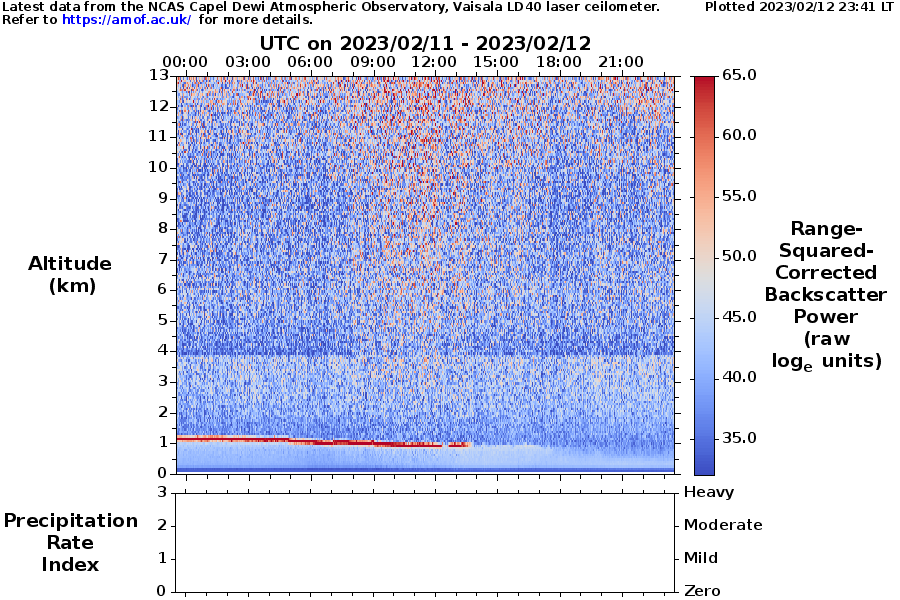 Latest data from the NCAS Capel Dewi Atmospheric Observatory, Vaisala LD40 laser ceilometer. Plotted 2023/02/12 23:41 LT
Refer to https://amof.ac.uk/ for more details.
UTC on 2023/02/11 - 2023/02/12
00:00 03:00 06:00 09:00 12:00 15:00 18:00 21:00
13
12
11
10
9
8
7
6
5
4
3
2
1
0
Altitude
(km)
65.0
60.0
55.0
50.0
45.0
40.0
35.0
Range-
Squared-
Corrected
Backscatter
Power
(raw
logₑ units)
Precipitation
Rate
Index
3
2
1
0
Heavy
Moderate
Mild
Zero